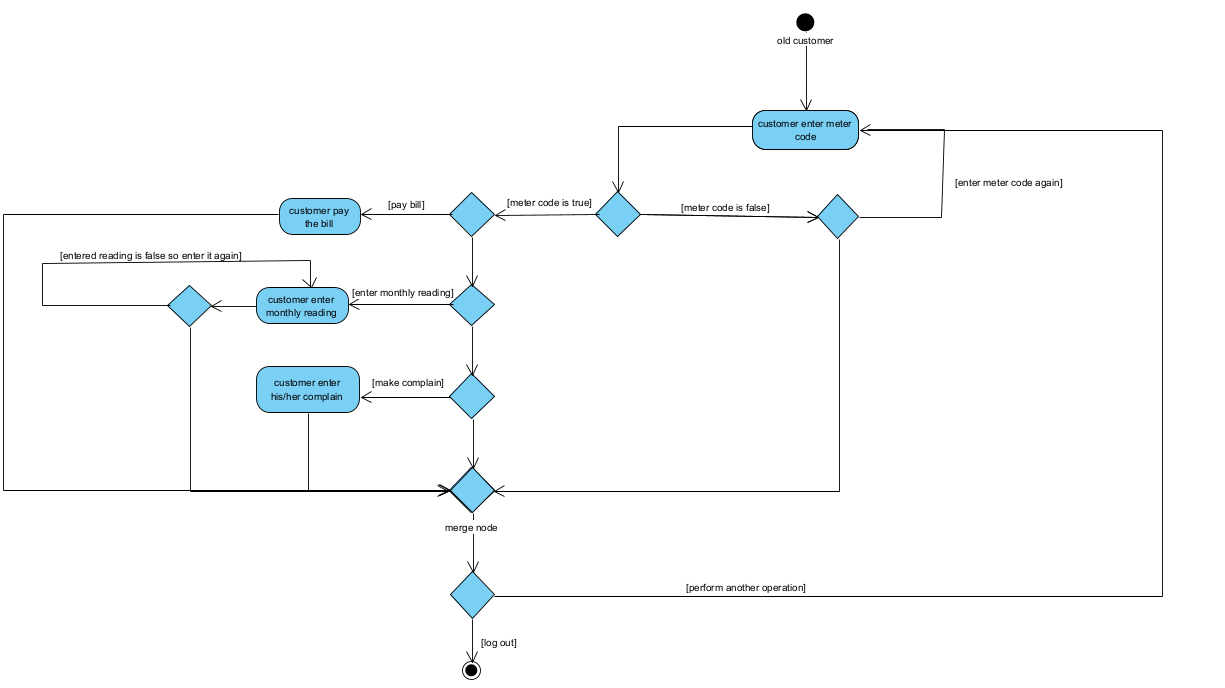 old customer
customer enter meter
code
[enter meter code again]
[meter code is true]
[meter code is false]
[pay bill]
customer pay
the bill
[entered reading is false so enter it again]
[enter monthly reading]
customer enter
monthly reading
[make complain]
customer enter
his/her complain
merge node
[perform another operation]
[log out]